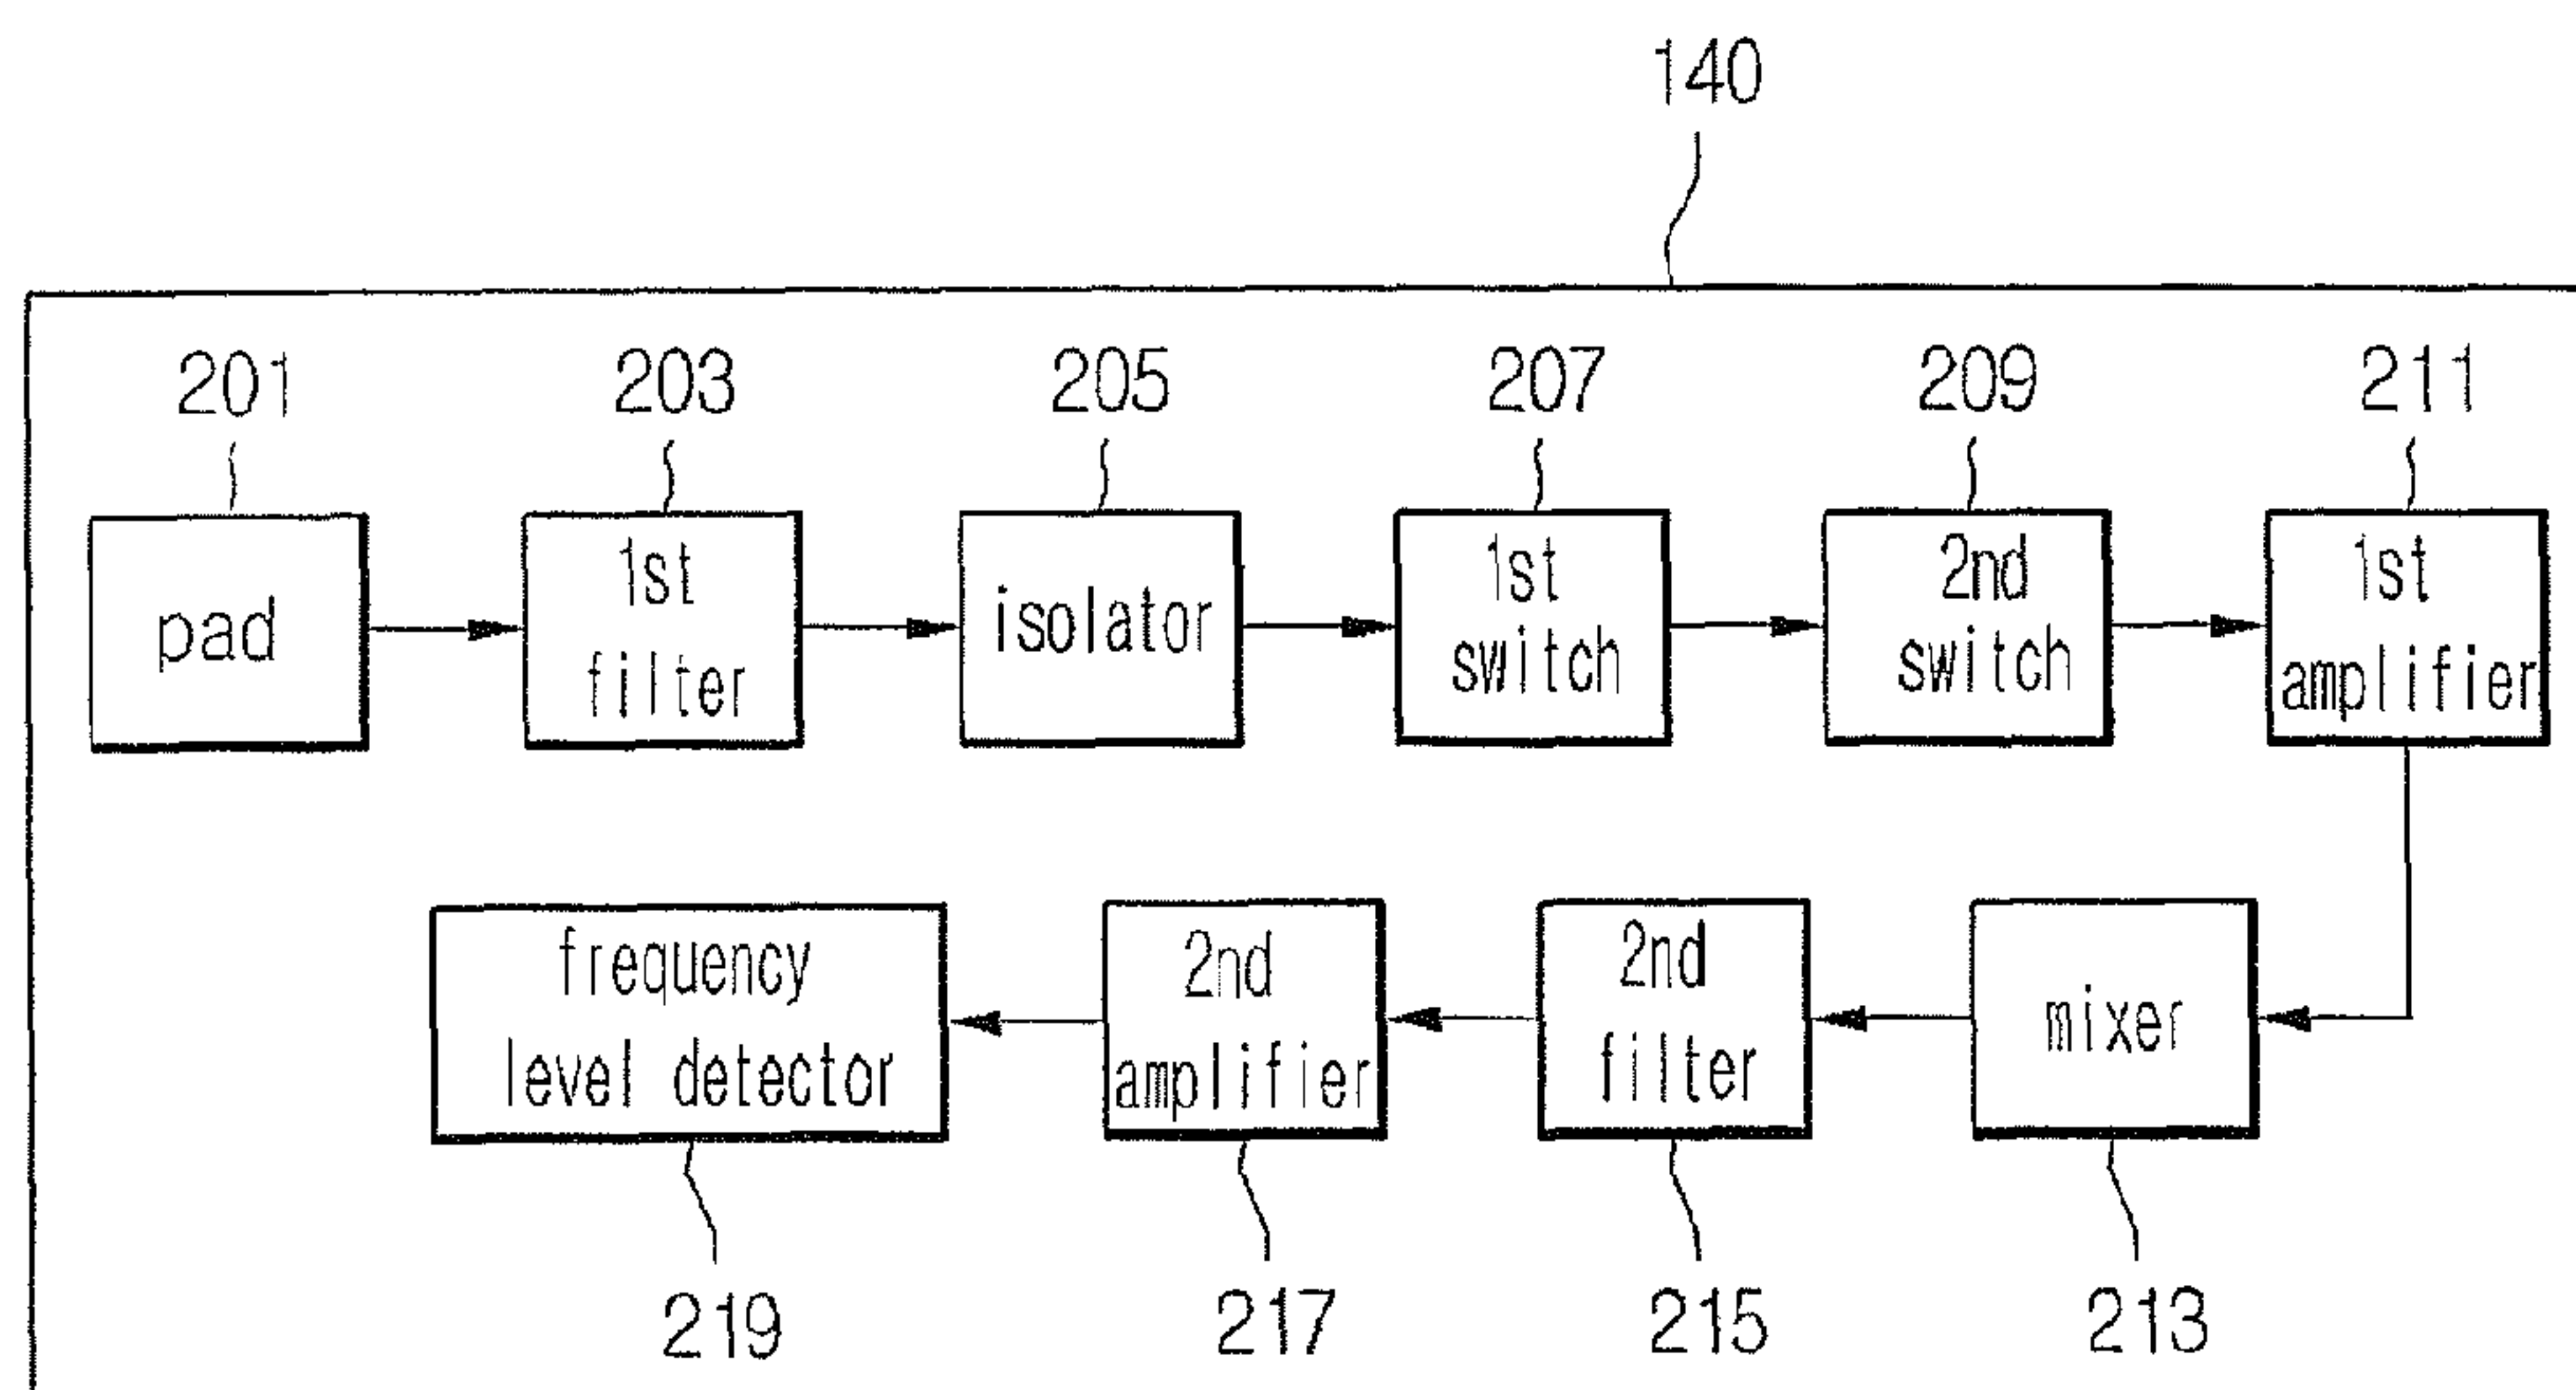 140
201
203
205
207
209
211
pad
1st
filter
isolator
1st
switch
2nd
switch
1st
amplifier
frequency
level detector
2nd
amplifier
2nd
filter
mixer
219
217
215
213